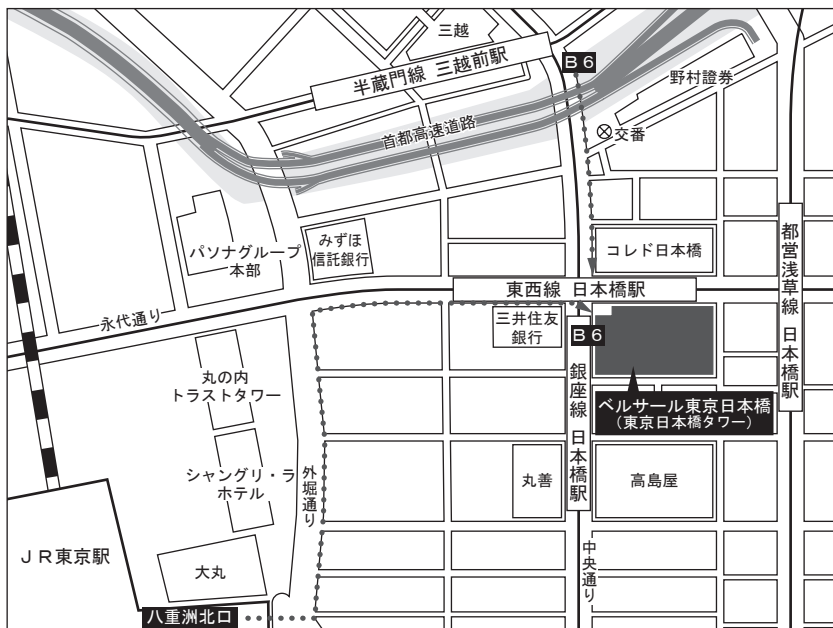 三越
半蔵門線 三越前駅
B6
野村證券
首都高速道路
交番
パソナグループ
本部
みずほ
信託銀行
コレド日本橋
都営浅草線 日本橋駅
東西線 日本橋駅
永代通り
三井住友
銀行
B6
丸の内
トラストタワー
銀座線 日本橋駅
ベルサール東京日本橋
(東京日本橋タワー)
シャングリ・ラ
ホテル
外堀通り
丸善
高島屋
JR東京駅
大丸
中央通り
八重洲北口